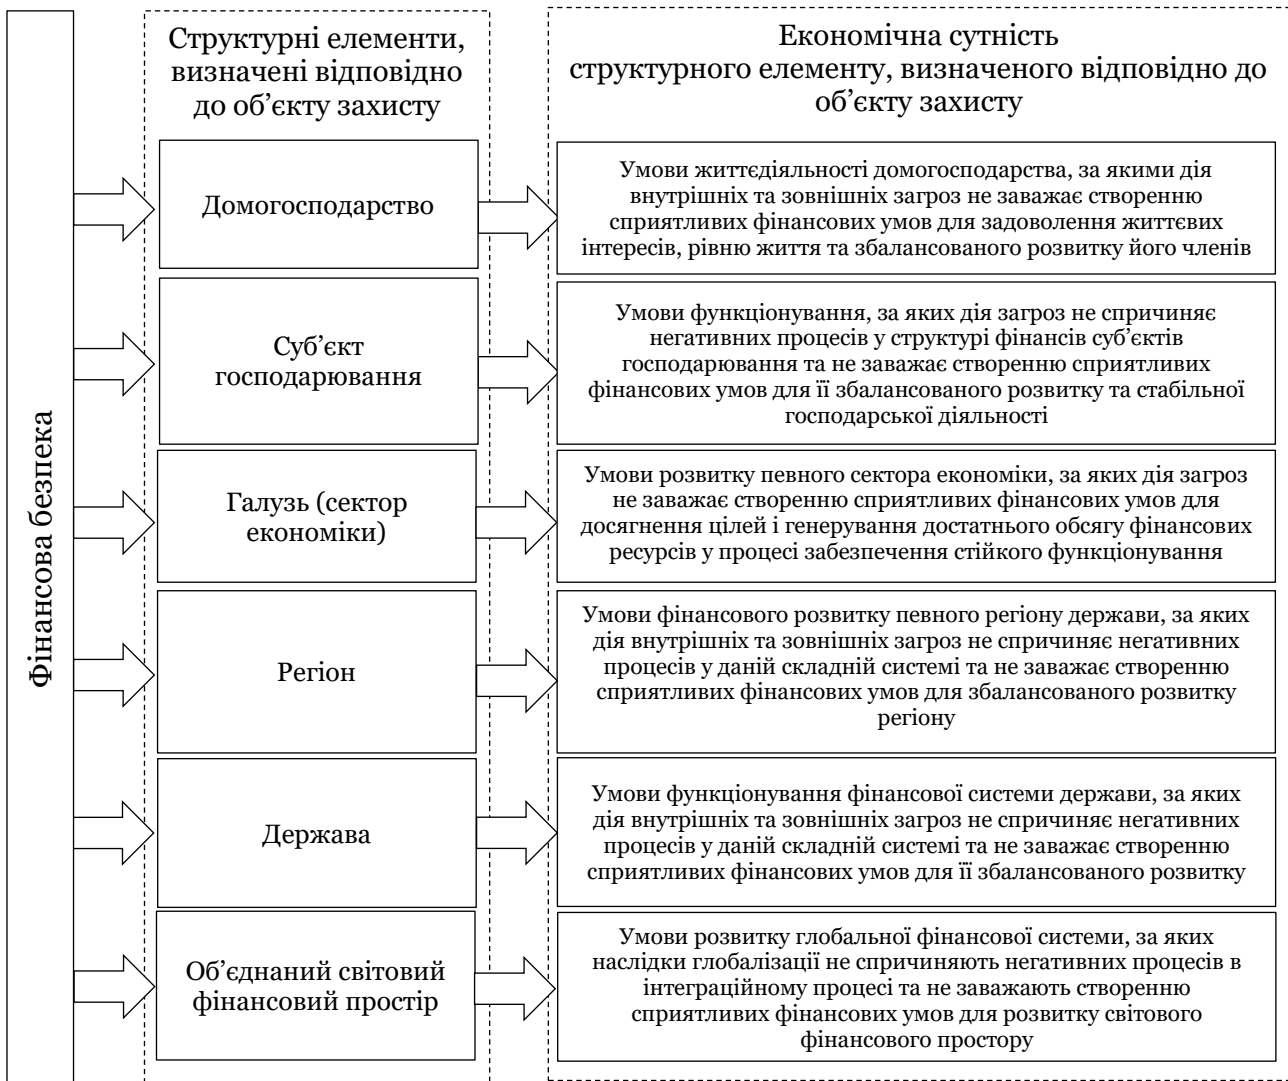 Фінансова безпека
Структурні елементи,
визначені відповідно
до об’єкту захисту
Економічна сутність
структурного елементу, визначеного відповідно до
об’єкту захисту
Домогосподарство
Умови життєдіяльності домогосподарства, за якими дія
внутрішніх та зовнішніх загроз не заважає створенню
сприятливих фінансових умов для задоволення життєвих
інтересів, рівню життя та збалансованого розвитку його членів
Суб’єкт
господарювання
Умови функціонування, за яких дія загроз не спричиняє
негативних процесів у структурі фінансів суб’єктів
господарювання та не заважає створенню сприятливих
фінансових умов для її збалансованого розвитку та стабільної
господарської діяльності
Галузь (сектор
економіки)
Умови розвитку певного сектора економіки, за яких дія загроз
не заважає створенню сприятливих фінансових умов для
досягнення цілей і генерування достатнього обсягу фінансових
ресурсів у процесі забезпечення стійкого функціонування
Регіон
Умови фінансового розвитку певного регіону держави, за яких
дія внутрішніх та зовнішніх загроз не спричиняє негативних
процесів у даній складній системі та не заважає створенню
сприятливих фінансових умов для збалансованого розвитку
регіону
Держава
Умови функціонування фінансової системи держави, за яких
дія внутрішніх та зовнішніх загроз не спричиняє негативних
процесів у даній складній системі та не заважає створенню
сприятливих фінансових умов для її збалансованого розвитку
Об’єднаний світовий
фінансовий простір
Умови розвитку глобальної фінансової системи, за яких
наслідки глобалізації не спричиняють негативних процесів в
інтеграційному процесі та не заважають створенню
сприятливих фінансових умов для розвитку світового
фінансового простору